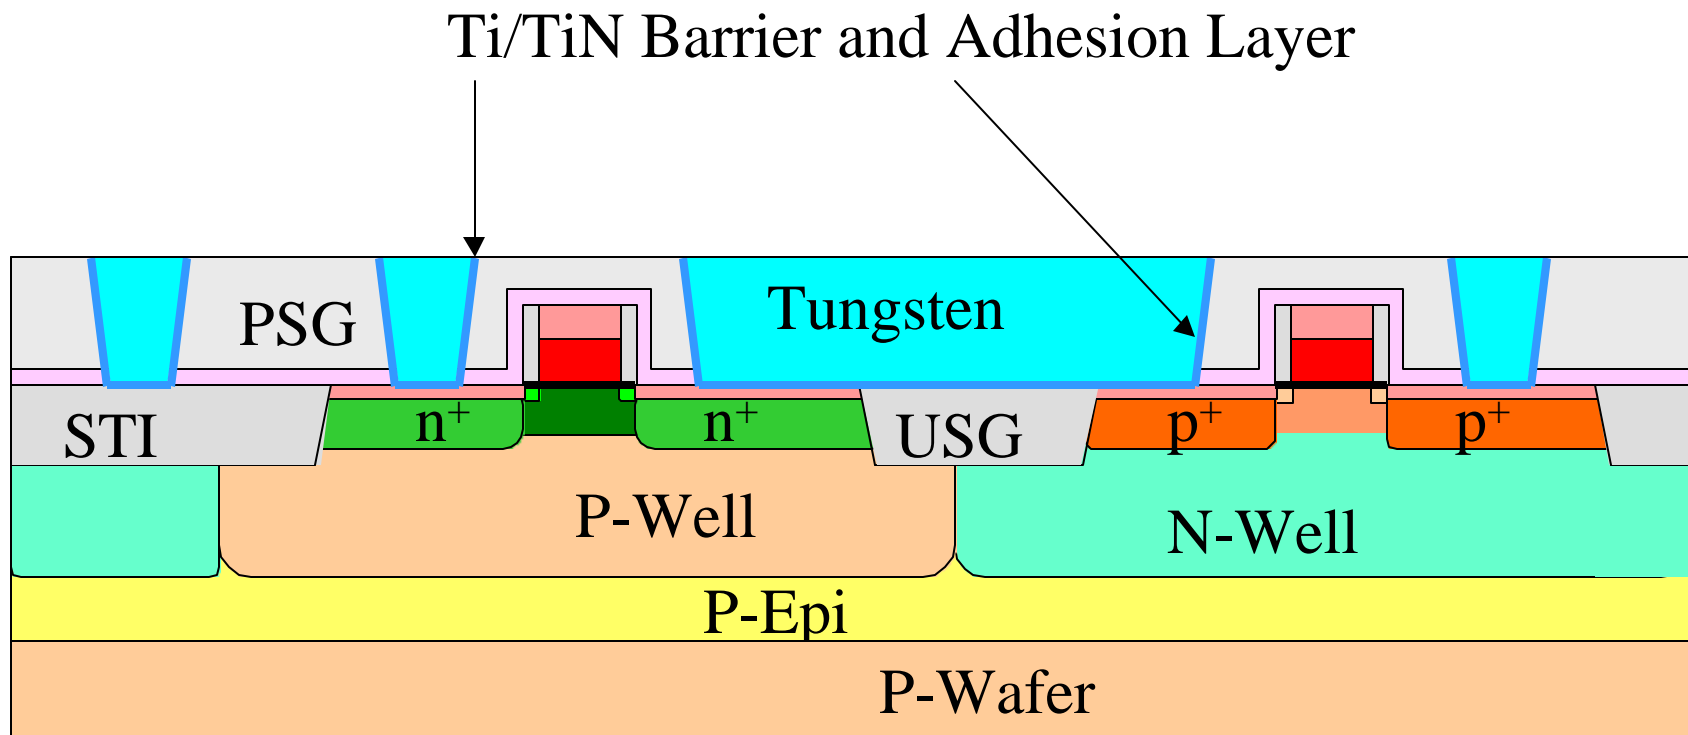 Ti/TiN Barrier and Adhesion Layer
PSG
Tungsten
STI
n⁺
n⁺
USG
p⁺
p⁺
P-Well
N-Well
P-Epi
P-Wafer